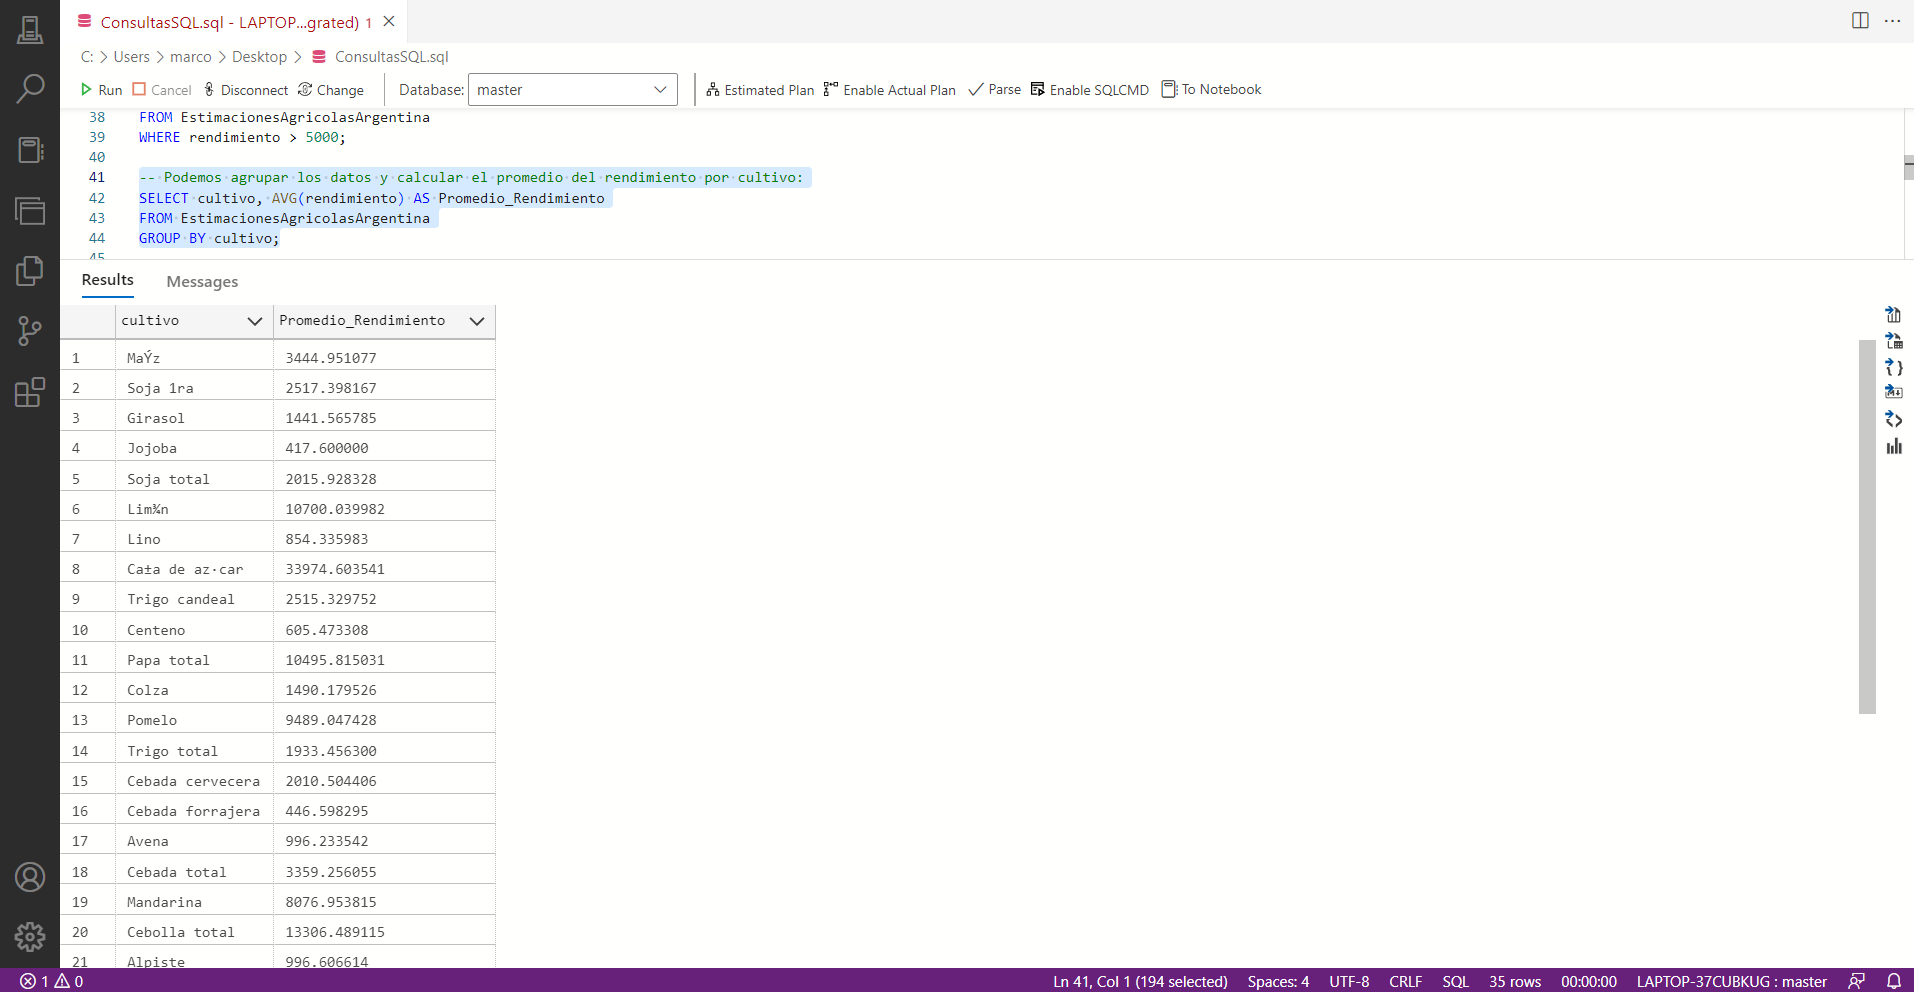 ConsultasSQL.sql - LAPTOP...grated) 1
C: > Users > marco > Desktop > ConsultasSQL.sql
Run Cancel Disconnect Change Database: master Estimated Plan Enable Actual Plan Parse Enable SQLCMD To Notebook
38 FROM EstimacionesAgricolasArgentina
39 WHERE rendimiento > 5000;
40
41 -- Podemos agrupar los datos y calcular el promedio del rendimiento por cultivo:
42 SELECT cultivo, AVG(rendimiento) AS Promedio_Rendimiento
43 FROM EstimacionesAgricolasArgentina
44 GROUP BY cultivo;
45
Results Messages
cultivo Promedio_Rendimiento
1 MaÝz 3444.951077
2 Soja 1ra 2517.398167
3 Girasol 1441.565785
4 Jojoba 417.600000
5 Soja total 2015.928328
6 Lim¾n 10700.039982
7 Lino 854.335983
8 Ca±a de az·car 33974.603541
9 Trigo candeal 2515.329752
10 Centeno 605.473308
11 Papa total 10495.815031
12 Colza 1490.179526
13 Pomelo 9489.047428
14 Trigo total 1933.456300
15 Cebada cervecera 2010.504406
16 Cebada forrajera 446.598295
17 Avena 996.233542
18 Cebada total 3359.256055
19 Mandarina 8076.953815
20 Cebolla total 13306.489115
21 Alpiste 996.606614
1 0 Ln 41, Col 1 (194 selected) Spaces: 4 UTF-8 CRLF SQL 35 rows 00:00:00 LAPTOP-37CUBKUG : master